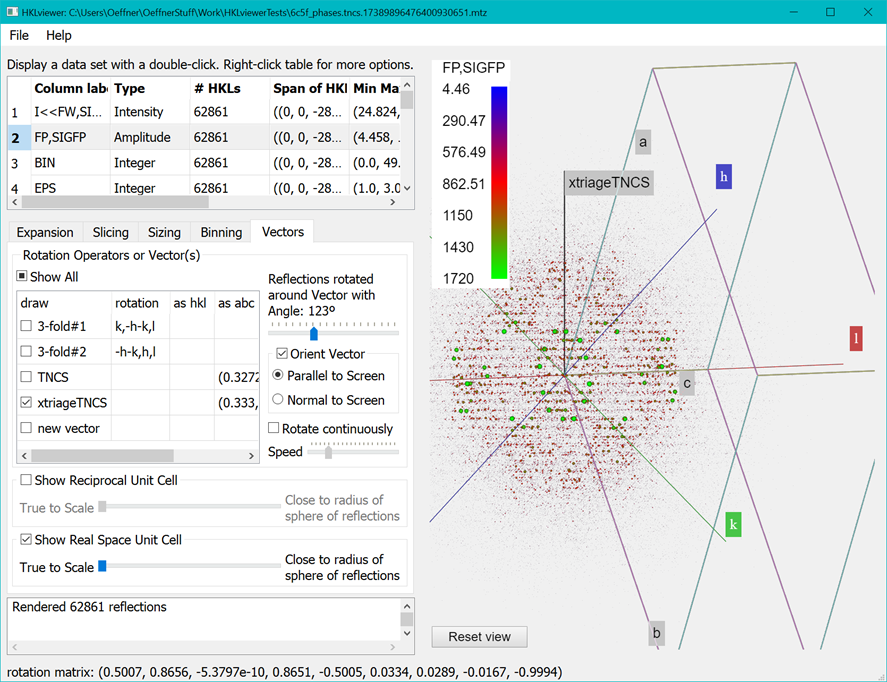 HKLviewer: C:\Users\Oeffner\OeffnerStuff\Work\HKLviewerTests\6c5f_phases.tncs.17389896476400930651.mtz
File Help
Display a data set with a double-click. Right-click table for more options.
Column lab Type # HKLs Span of HKL Min Ma
1 I<<FW,SI... Intensity 62861 ((0, 0, -28... (24.824,
2 FP,SIGFP Amplitude 62861 ((0, 0, -28... (4.458, .
3 BIN Integer 62861 ((0, 0, -28... (0.0, 49.
4 EPS Integer 62861 ((0, 0, -28... (1.0, 3.0
Expansion Slicing Sizing Binning Vectors
Rotation Operators or Vector(s)
Show All
draw rotation as hkl as abc
3-fold#1 k,-h-k,l
3-fold#2 -h-k,h,l
TNCS (0.3272
xtriageTNCS (0.333,
new vector
Reflections rotated
around Vector with
Angle: 123º
Orient Vector
Parallel to Screen
Normal to Screen
Rotate continuously
Speed
Show Reciprocal Unit Cell
True to Scale
Close to radius of
sphere of reflections
Show Real Space Unit Cell
True to Scale
Close to radius of
sphere of reflections
Rendered 62861 reflections
FP,SIGFP
4.46
290.47
576.49
862.51
1150
1430
1720
a
xtriageTNCS
h
l
c
k
b
Reset view
rotation matrix: (0.5007, 0.8656, -5.3797e-10, 0.8651, -0.5005, 0.0334, 0.0289, -0.0167, -0.9994)